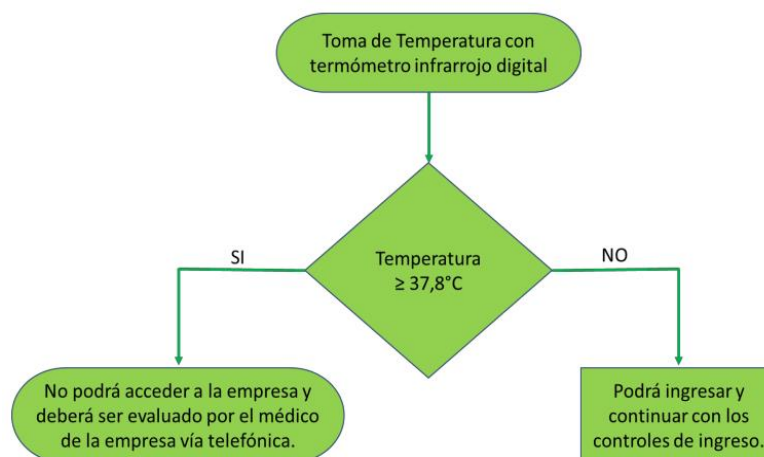 Toma de Temperatura con
termómetro infrarrojo digital
SI
NO
Temperatura
≥ 37,8°C
No podrá acceder a la empresa y
deberá ser evaluado por el médico
de la empresa vía telefónica.
Podrá ingresar y
continuar con los
controles de ingreso.